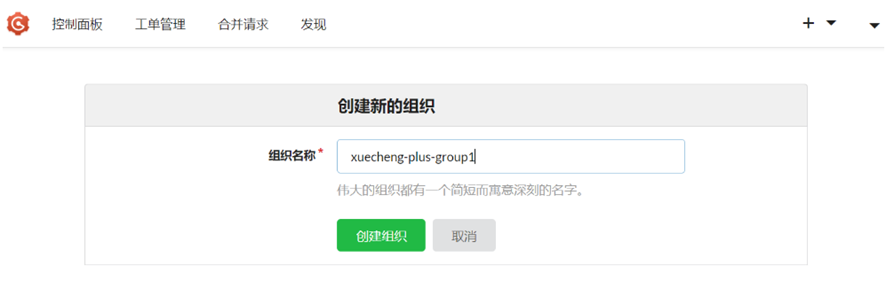 控制面板 工单管理 合并请求 发现
创建新的组织
组织名称* xuecheng-plus-group1
伟大的组织都有一个简短而寓意深刻的名字。
创建组织 取消